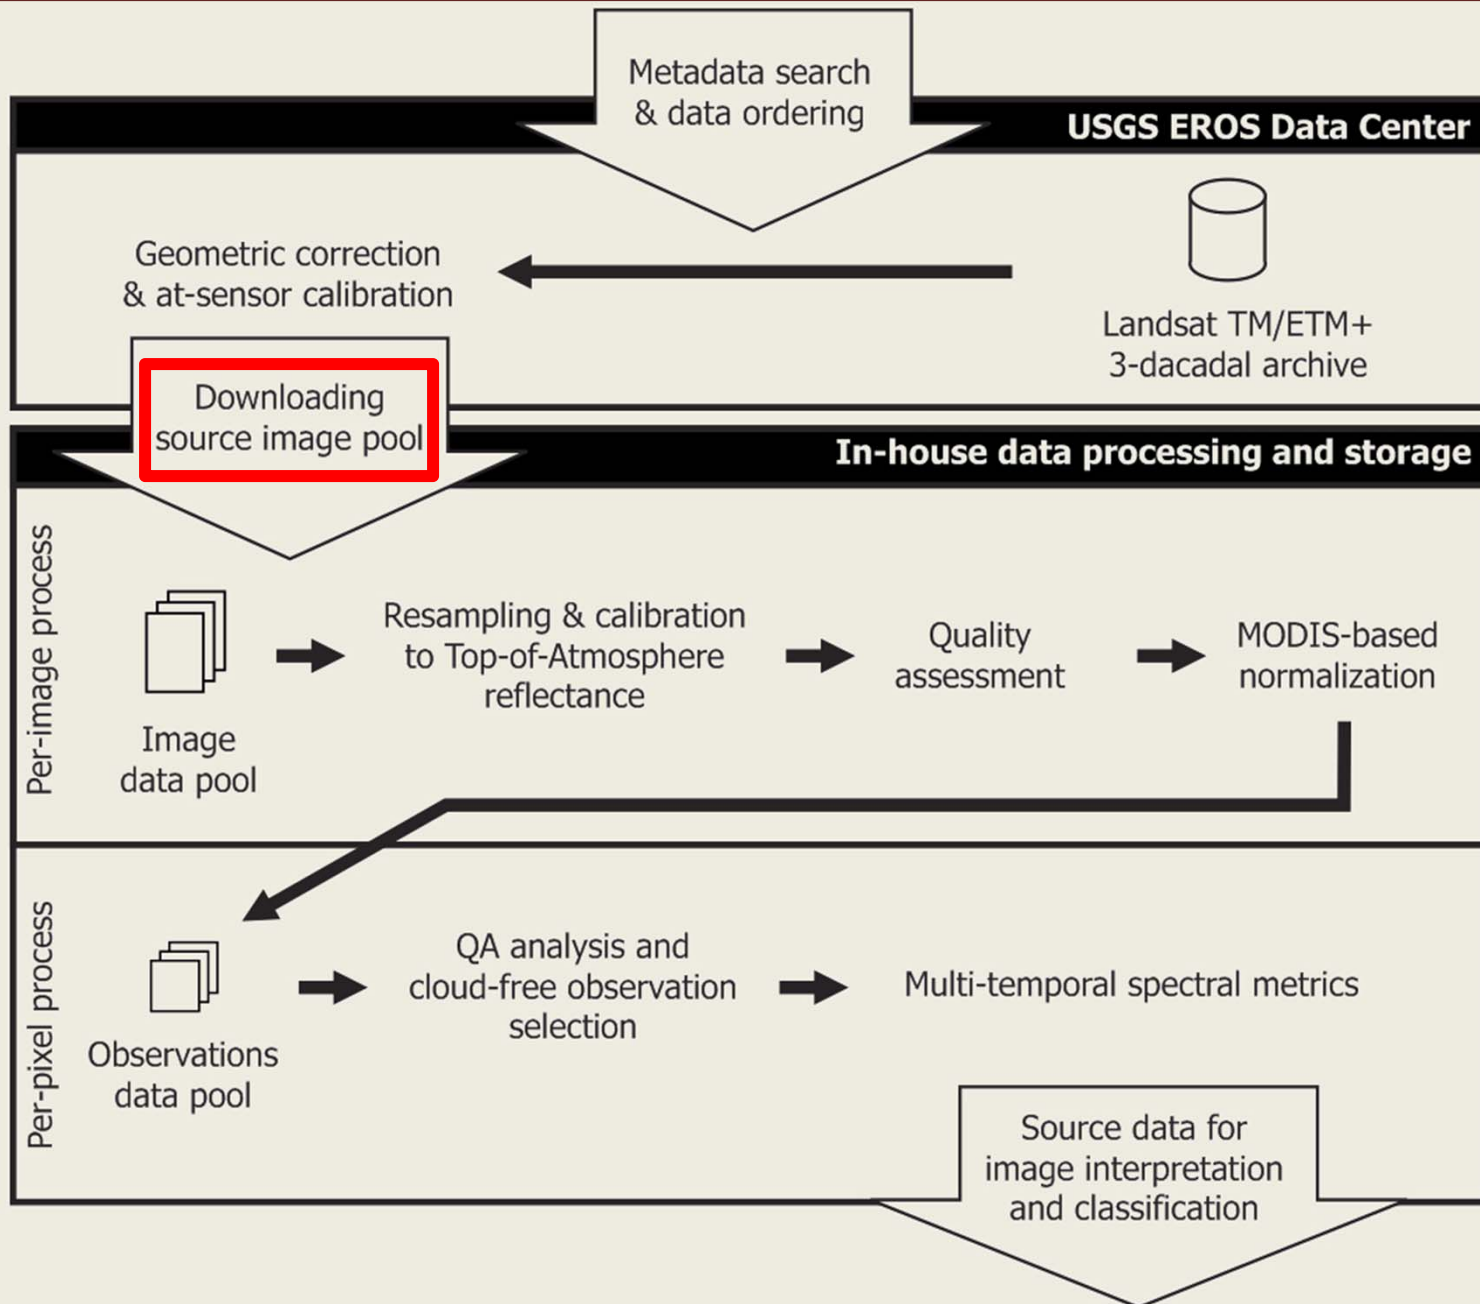 Metadata search
& data ordering
USGS EROS Data Center
Geometric correction
& at-sensor calibration
Landsat TM/ETM+
3-dacadal archive
Downloading
source image pool
In-house data processing and storage
Per-image process
Image
data pool
Resampling & calibration
to Top-of-Atmosphere
reflectance
Quality
assessment
MODIS-based
normalization
Per-pixel process
Observations
data pool
QA analysis and
cloud-free observation
selection
Multi-temporal spectral metrics
Source data for
image interpretation
and classification